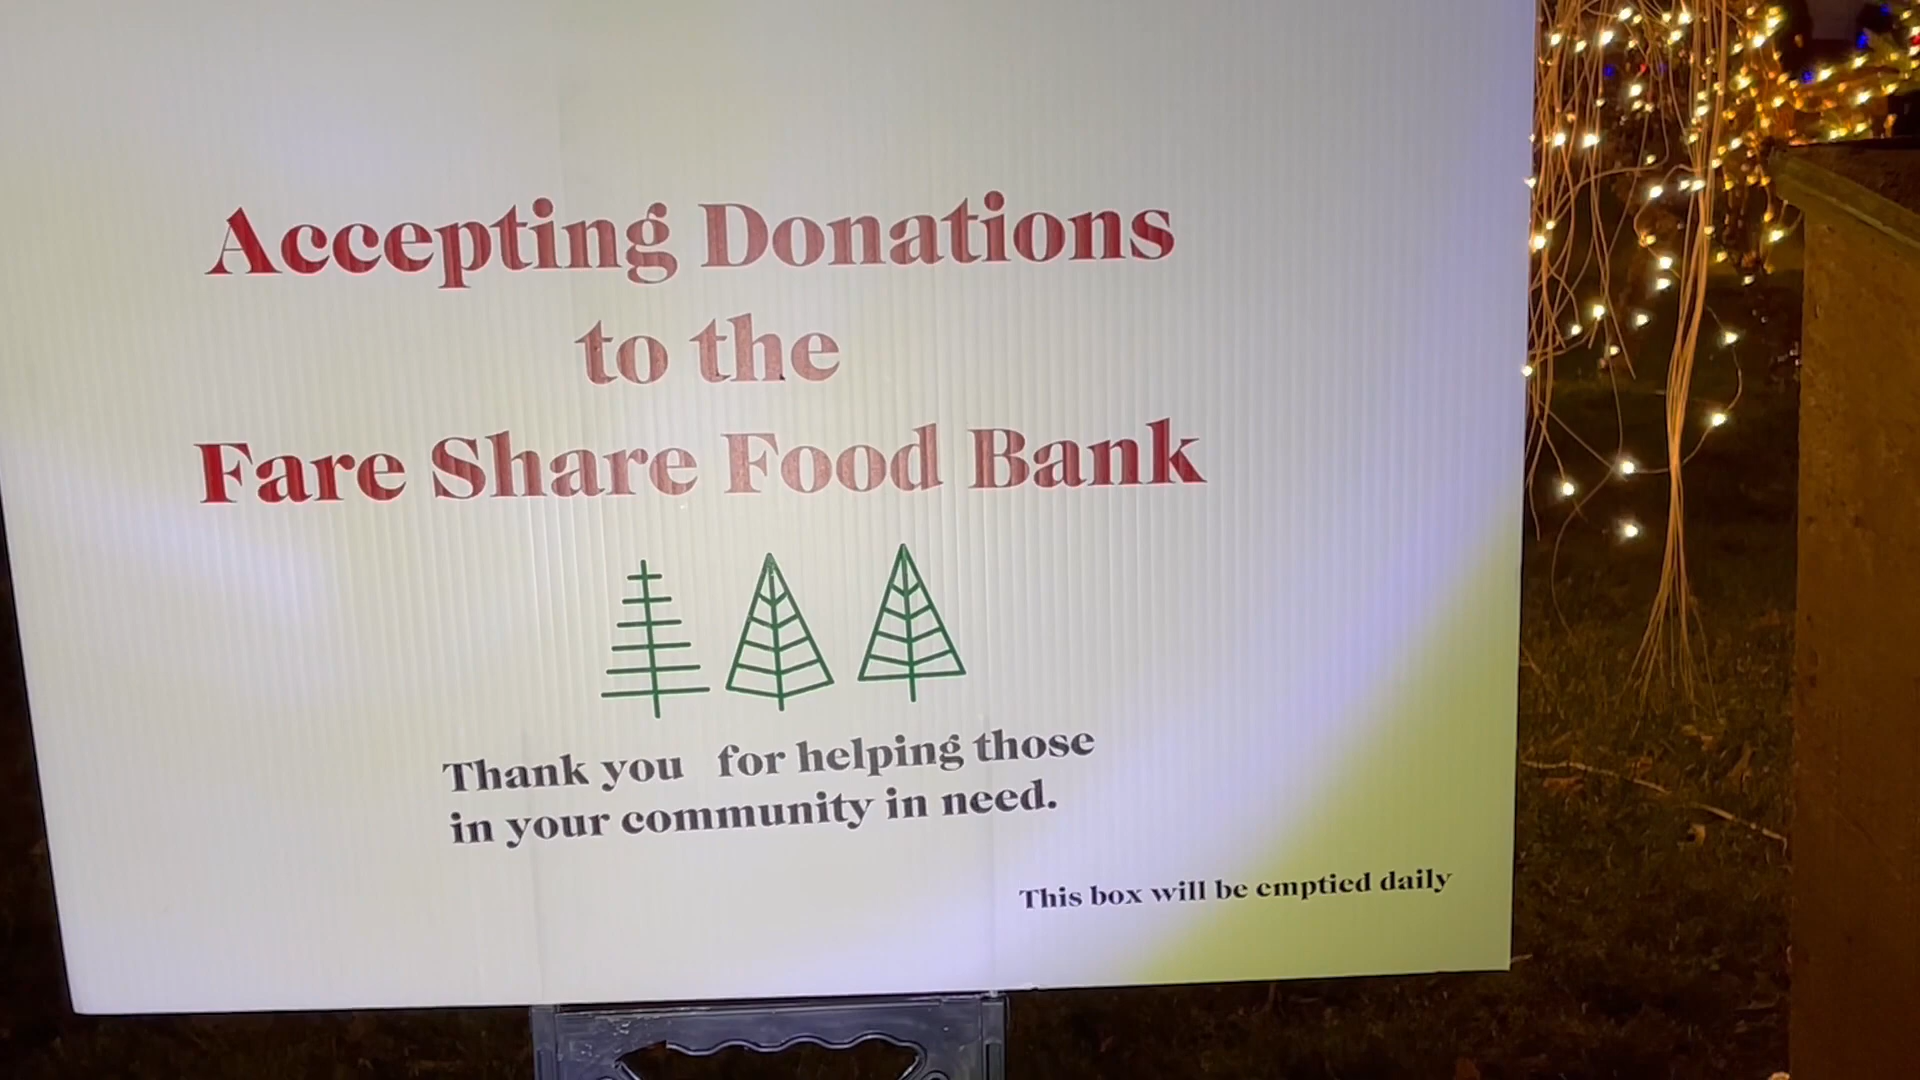 Accepting Donations
to the
Fare Share Food Bank
Thank you for helping those
in your community in need.
This box will be emptied daily